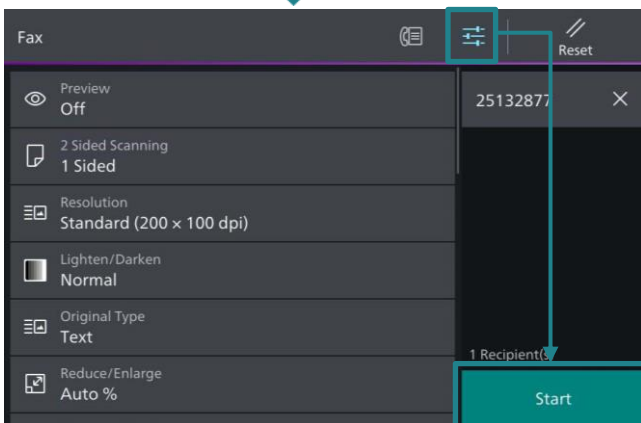 Fax
Reset
Preview
Off
2 Sided Scanning
1 Sided
Resolution
Standard (200 × 100 dpi)
Lighten/Darken
Normal
Original Type
Text
Reduce/Enlarge
Auto %
25132877
1 Recipient(s)
Start